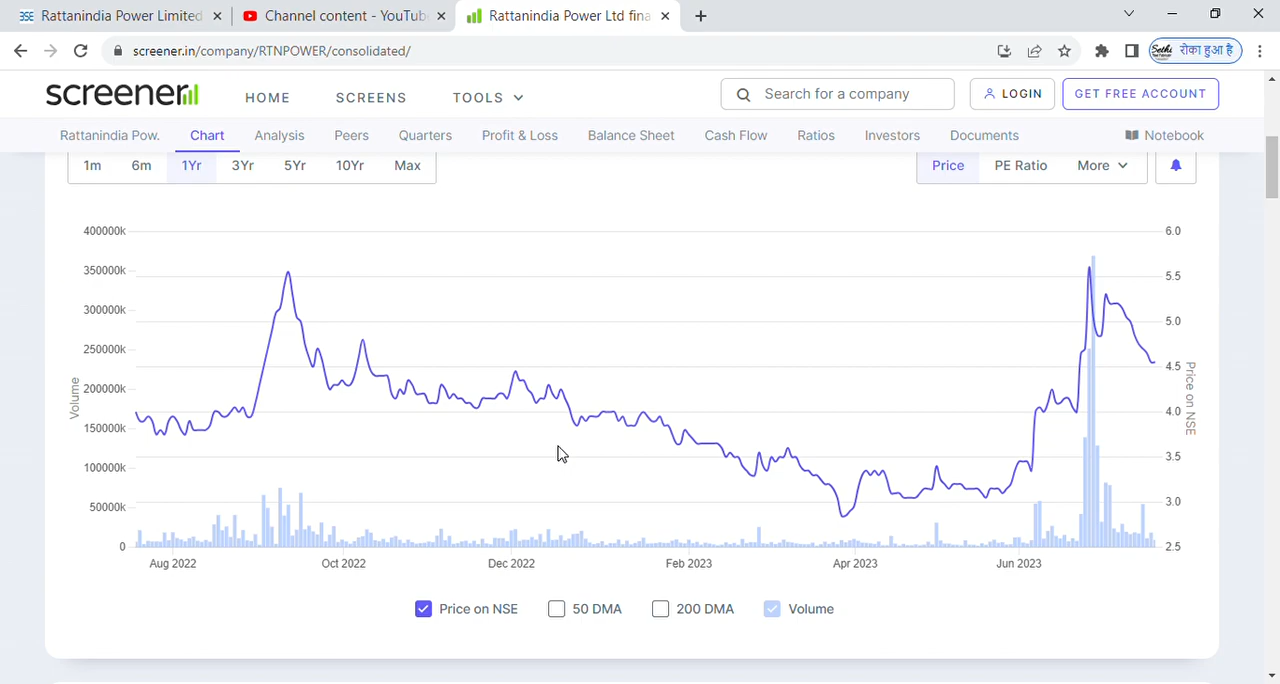 Rattanindia Power Limited
Channel content - YouTub
Rattanindia Power Ltd fina
screener.in/company/RTNPOWER/consolidated/
Sethi रोका हुआ है
screener
HOME SCREENS TOOLS
Search for a company
LOGIN
GET FREE ACCOUNT
Rattanindia Pow. Chart Analysis Peers Quarters Profit & Loss Balance Sheet Cash Flow Ratios Investors Documents Notebook
1m 6m 1Yr 3Yr 5Yr 10Yr Max
Price PE Ratio More
400000k 6.0
350000k 5.5
300000k 5.0
250000k 4.5
200000k 4.0
150000k 3.5
100000k 3.0
50000k 2.5
0
Volume
Price on NSE
Aug 2022 Oct 2022 Dec 2022 Feb 2023 Apr 2023 Jun 2023
Price on NSE 50 DMA 200 DMA Volume